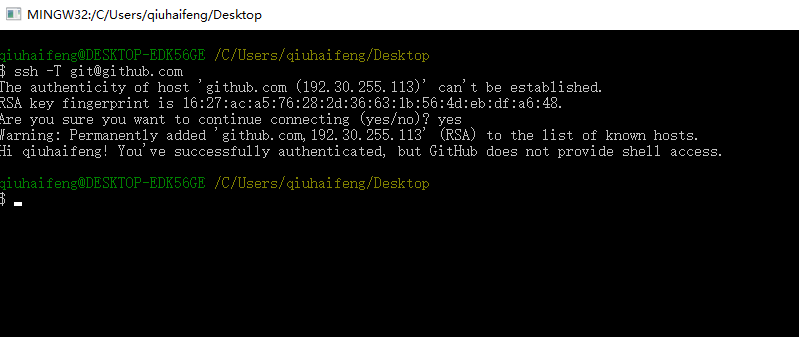 MINGW32:/C/Users/qiuhaifeng/Desktop
qiuhaifeng@DESKTOP-EDK56GE /C/Users/qiuhaifeng/Desktop
$ ssh -T git@github.com
The authenticity of host 'github.com (192.30.255.113)' can't be established.
RSA key fingerprint is 16:27:ac:a5:76:28:2d:36:63:1b:56:4d:eb:df:a6:48.
Are you sure you want to continue connecting (yes/no)? yes
Warning: Permanently added 'github.com,192.30.255.113' (RSA) to the list of known hosts.
Hi qiuhaifeng! You've successfully authenticated, but GitHub does not provide shell access.
qiuhaifeng@DESKTOP-EDK56GE /C/Users/qiuhaifeng/Desktop
$